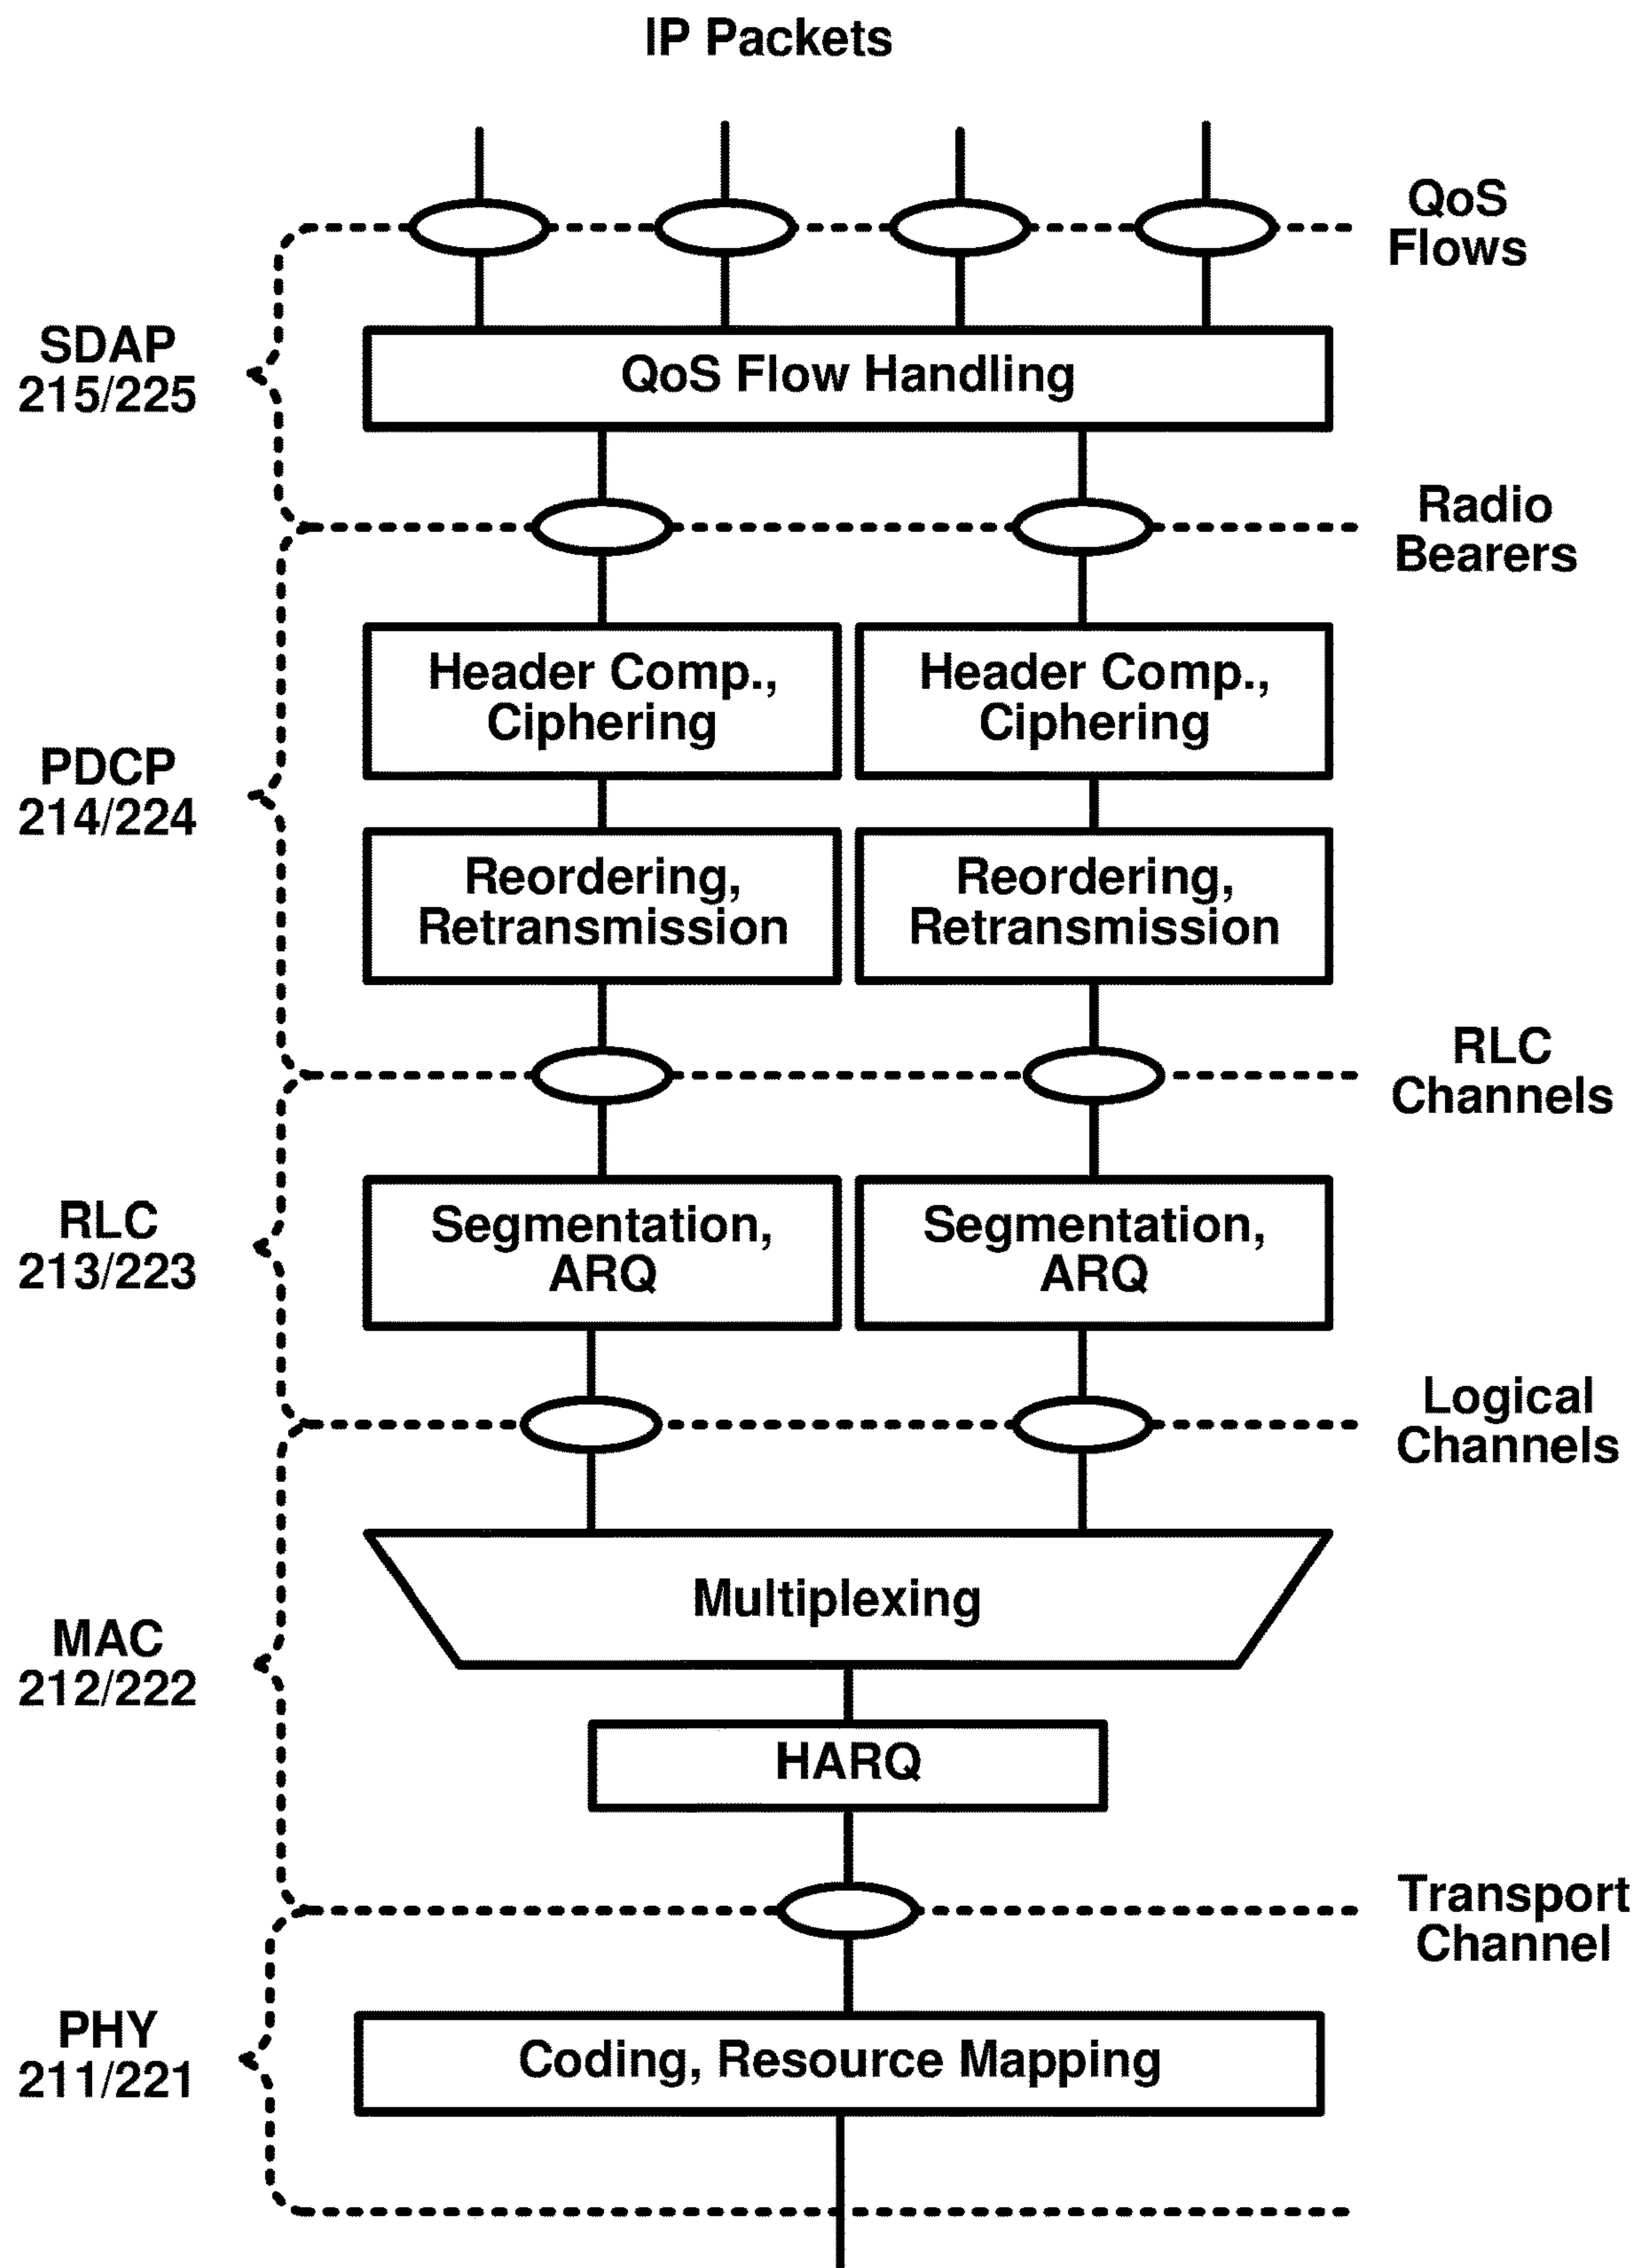 IP Packets
QoS
Flows
SDAP
215/225
QoS Flow Handling
Radio
Bearers
Header Comp.,
Ciphering
Header Comp.,
Ciphering
PDCP
214/224
Reordering,
Retransmission
Reordering,
Retransmission
RLC
Channels
RLC
213/223
Segmentation,
ARQ
Segmentation,
ARQ
Logical
Channels
Multiplexing
MAC
212/222
HARQ
Transport
Channel
PHY
211/221
Coding, Resource Mapping